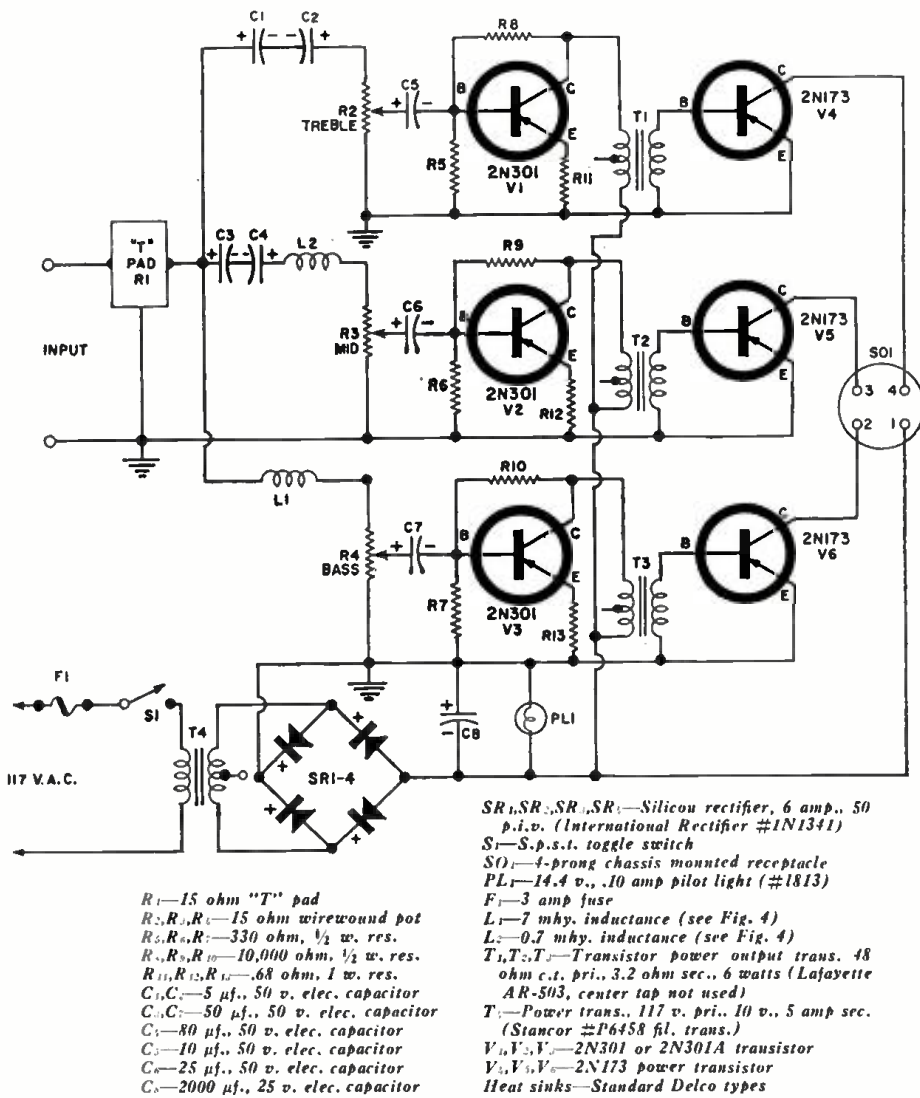 C1 C2
+ - - +
R8
R2
TREBLE
C5
+ -
B
C
E
R5
2N301
V1
R11
T1
B
C
E
2N173
V4
"T"
PAD
R1
C3 C4
+ -- +
L2
R9
INPUT
R3
MID
C6
+ -
B
C
E
R6
2N301
V2
R12
T2
B
C
E
2N173
V5
SO1
3 4
2 1
L1
R10
R4
BASS
C7
+ -
B
C
E
R7
2N301
V3
R13
T3
B
C
E
2N173
V6
F1
S1
T4
117 V.A.C.
+ +
SR1-4
+ +
+
-
C8
PL1
R1—15 ohm "T" pad
R2,R3,R4—15 ohm wirewound pot
R5,R6,R7—330 ohm, ½ w. res.
R8,R9,R10—10,000 ohm, ½ w. res.
R11,R12,R13—.68 ohm, 1 w. res.
C1,C2—5 µf., 50 v. elec. capacitor
C3,C7—50 µf., 50 v. elec. capacitor
C4—80 µf., 50 v. elec. capacitor
C5—10 µf., 50 v. elec. capacitor
C6—25 µf., 50 v. elec. capacitor
C8—2000 µf., 25 v. elec. capacitor
SR1,SR2,SR3,SR4—Silicon rectifier, 6 amp., 50
p.i.v. (International Rectifier #1N1341)
S1—S.p.s.t. toggle switch
SO1—4-prong chassis mounted receptacle
PL1—14.4 v., .10 amp pilot light (#1813)
F1—3 amp fuse
L1—7 mhy. inductance (see Fig. 4)
L2—0.7 mhy. inductance (see Fig. 4)
T1,T2,T3—Transistor power output trans. 48
ohm c.t. pri., 3.2 ohm sec., 6 watts (Lafayette
AR-503, center tap not used)
T4—Power trans., 117 v. pri., 10 v., 5 amp sec.
(Stancor #P6458 fil. trans.)
V1,V2,V3—2N301 or 2N301A transistor
V4,V5,V6—2N173 power transistor
Heat sinks—Standard Delco types